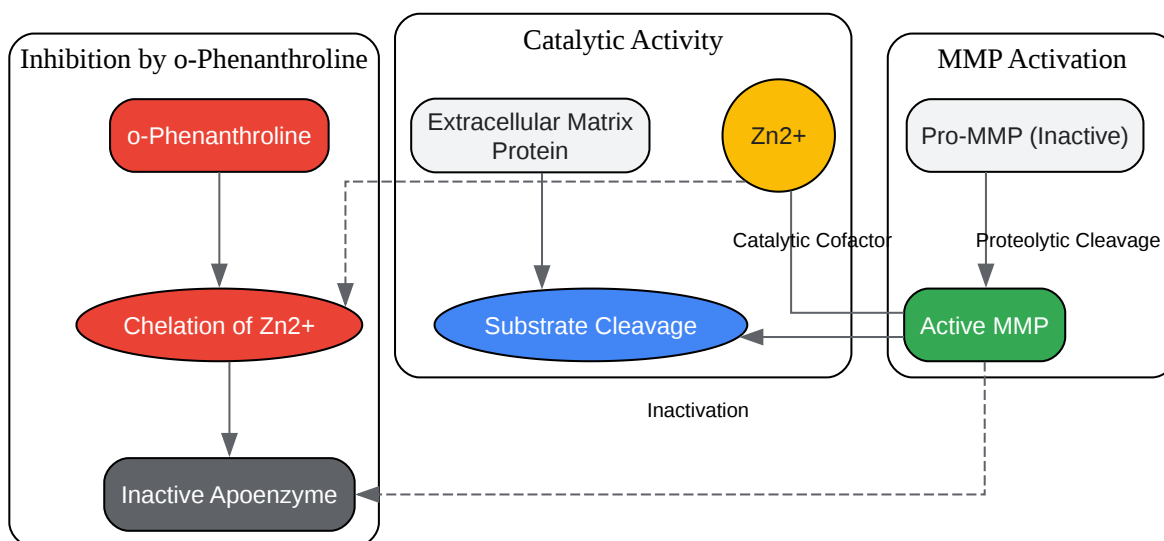 Inhibition by o-Phenanthroline
o-Phenanthroline
Chelation of Zn2+
Inactive Apoenzyme
Catalytic Activity
Extracellular Matrix
Protein
Zn2+
Catalytic Cofactor
Substrate Cleavage
Inactivation
MMP Activation
Pro-MMP (Inactive)
Proteolytic Cleavage
Active MMP